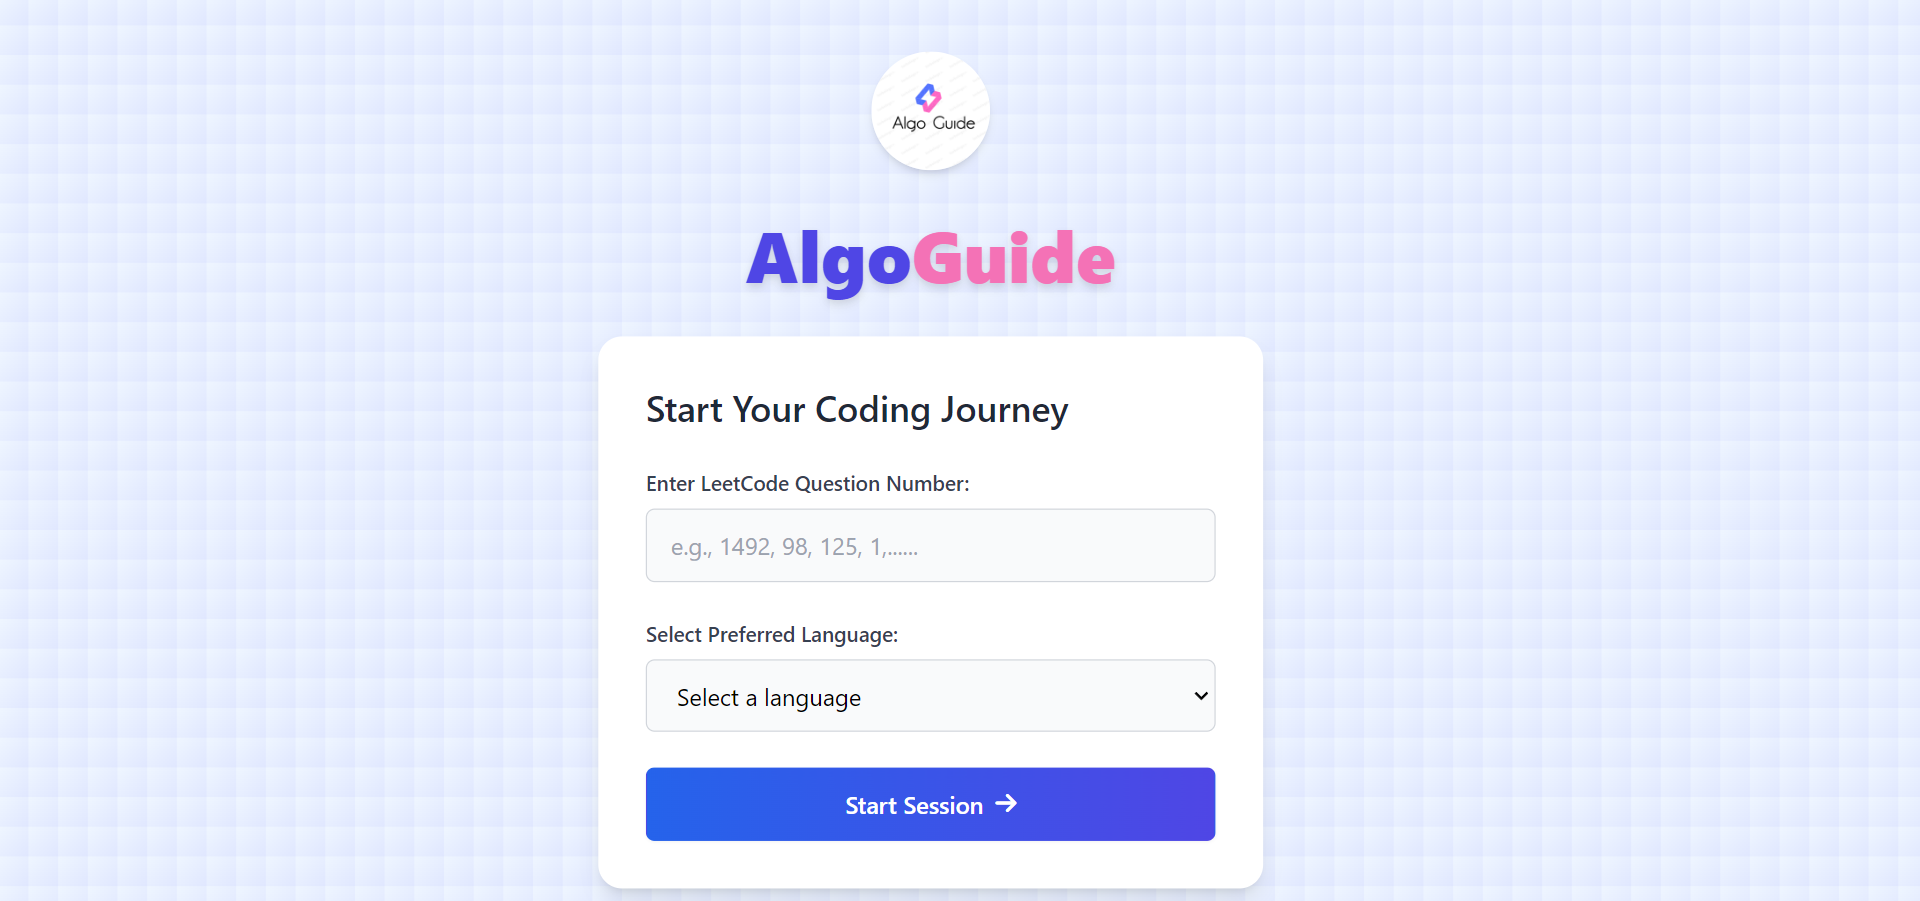 Algo Guide
AlgoGuide
Start Your Coding Journey
Enter LeetCode Question Number:
e.g., 1492, 98, 125, 1,......
Select Preferred Language:
Select a language
Start Session